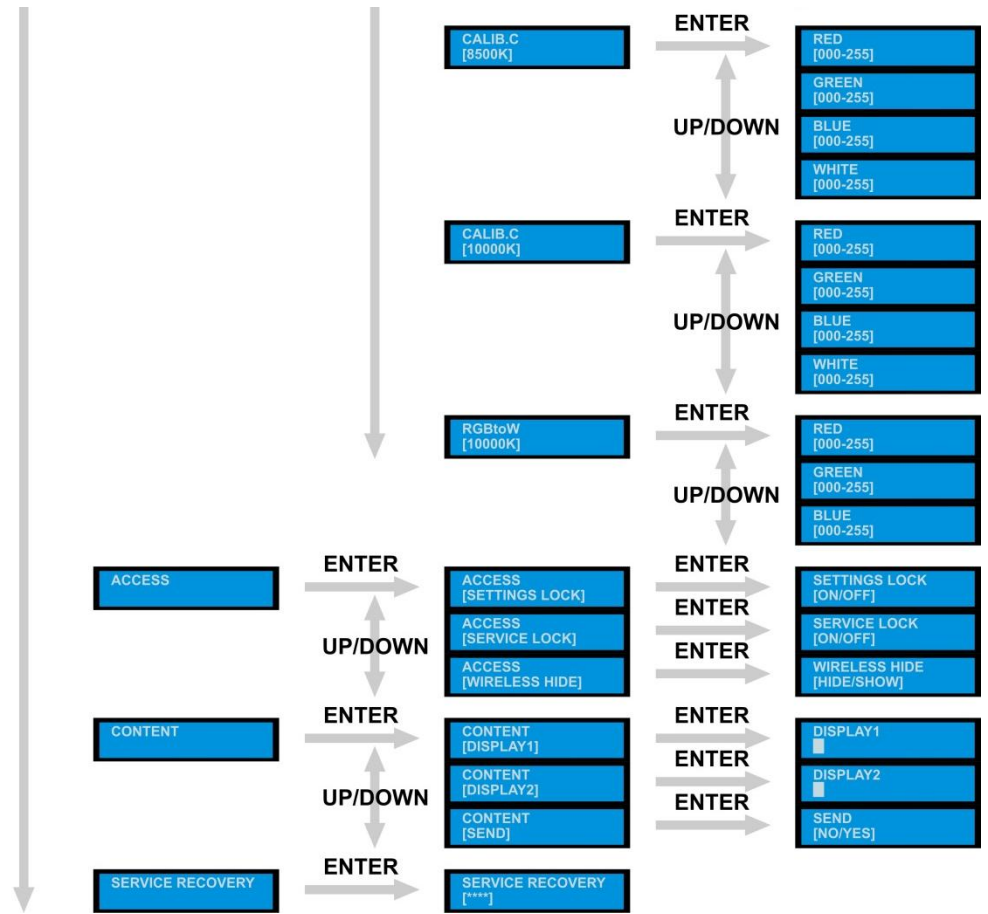 ENTER
CALIB.C
[8500K]
RED
[000-255]
GREEN
[000-255]
UP/DOWN
BLUE
[000-255]
WHITE
[000-255]
ENTER
CALIB.C
[10000K]
RED
[000-255]
GREEN
[000-255]
UP/DOWN
BLUE
[000-255]
WHITE
[000-255]
ENTER
RGBtoW
[10000K]
RED
[000-255]
GREEN
[000-255]
UP/DOWN
BLUE
[000-255]
ENTER
ENTER
ACCESS
ACCESS
[SETTINGS LOCK]
SETTINGS LOCK
[ON/OFF]
ENTER
UP/DOWN
ACCESS
[SERVICE LOCK]
SERVICE LOCK
[ON/OFF]
ENTER
ACCESS
[WIRELESS HIDE]
WIRELESS HIDE
[HIDE/SHOW]
ENTER
ENTER
CONTENT
CONTENT
[DISPLAY1]
DISPLAY1
ENTER
UP/DOWN
CONTENT
[DISPLAY2]
DISPLAY2
ENTER
CONTENT
[SEND]
SEND
[NO/YES]
ENTER
SERVICE RECOVERY
SERVICE RECOVERY
[****]